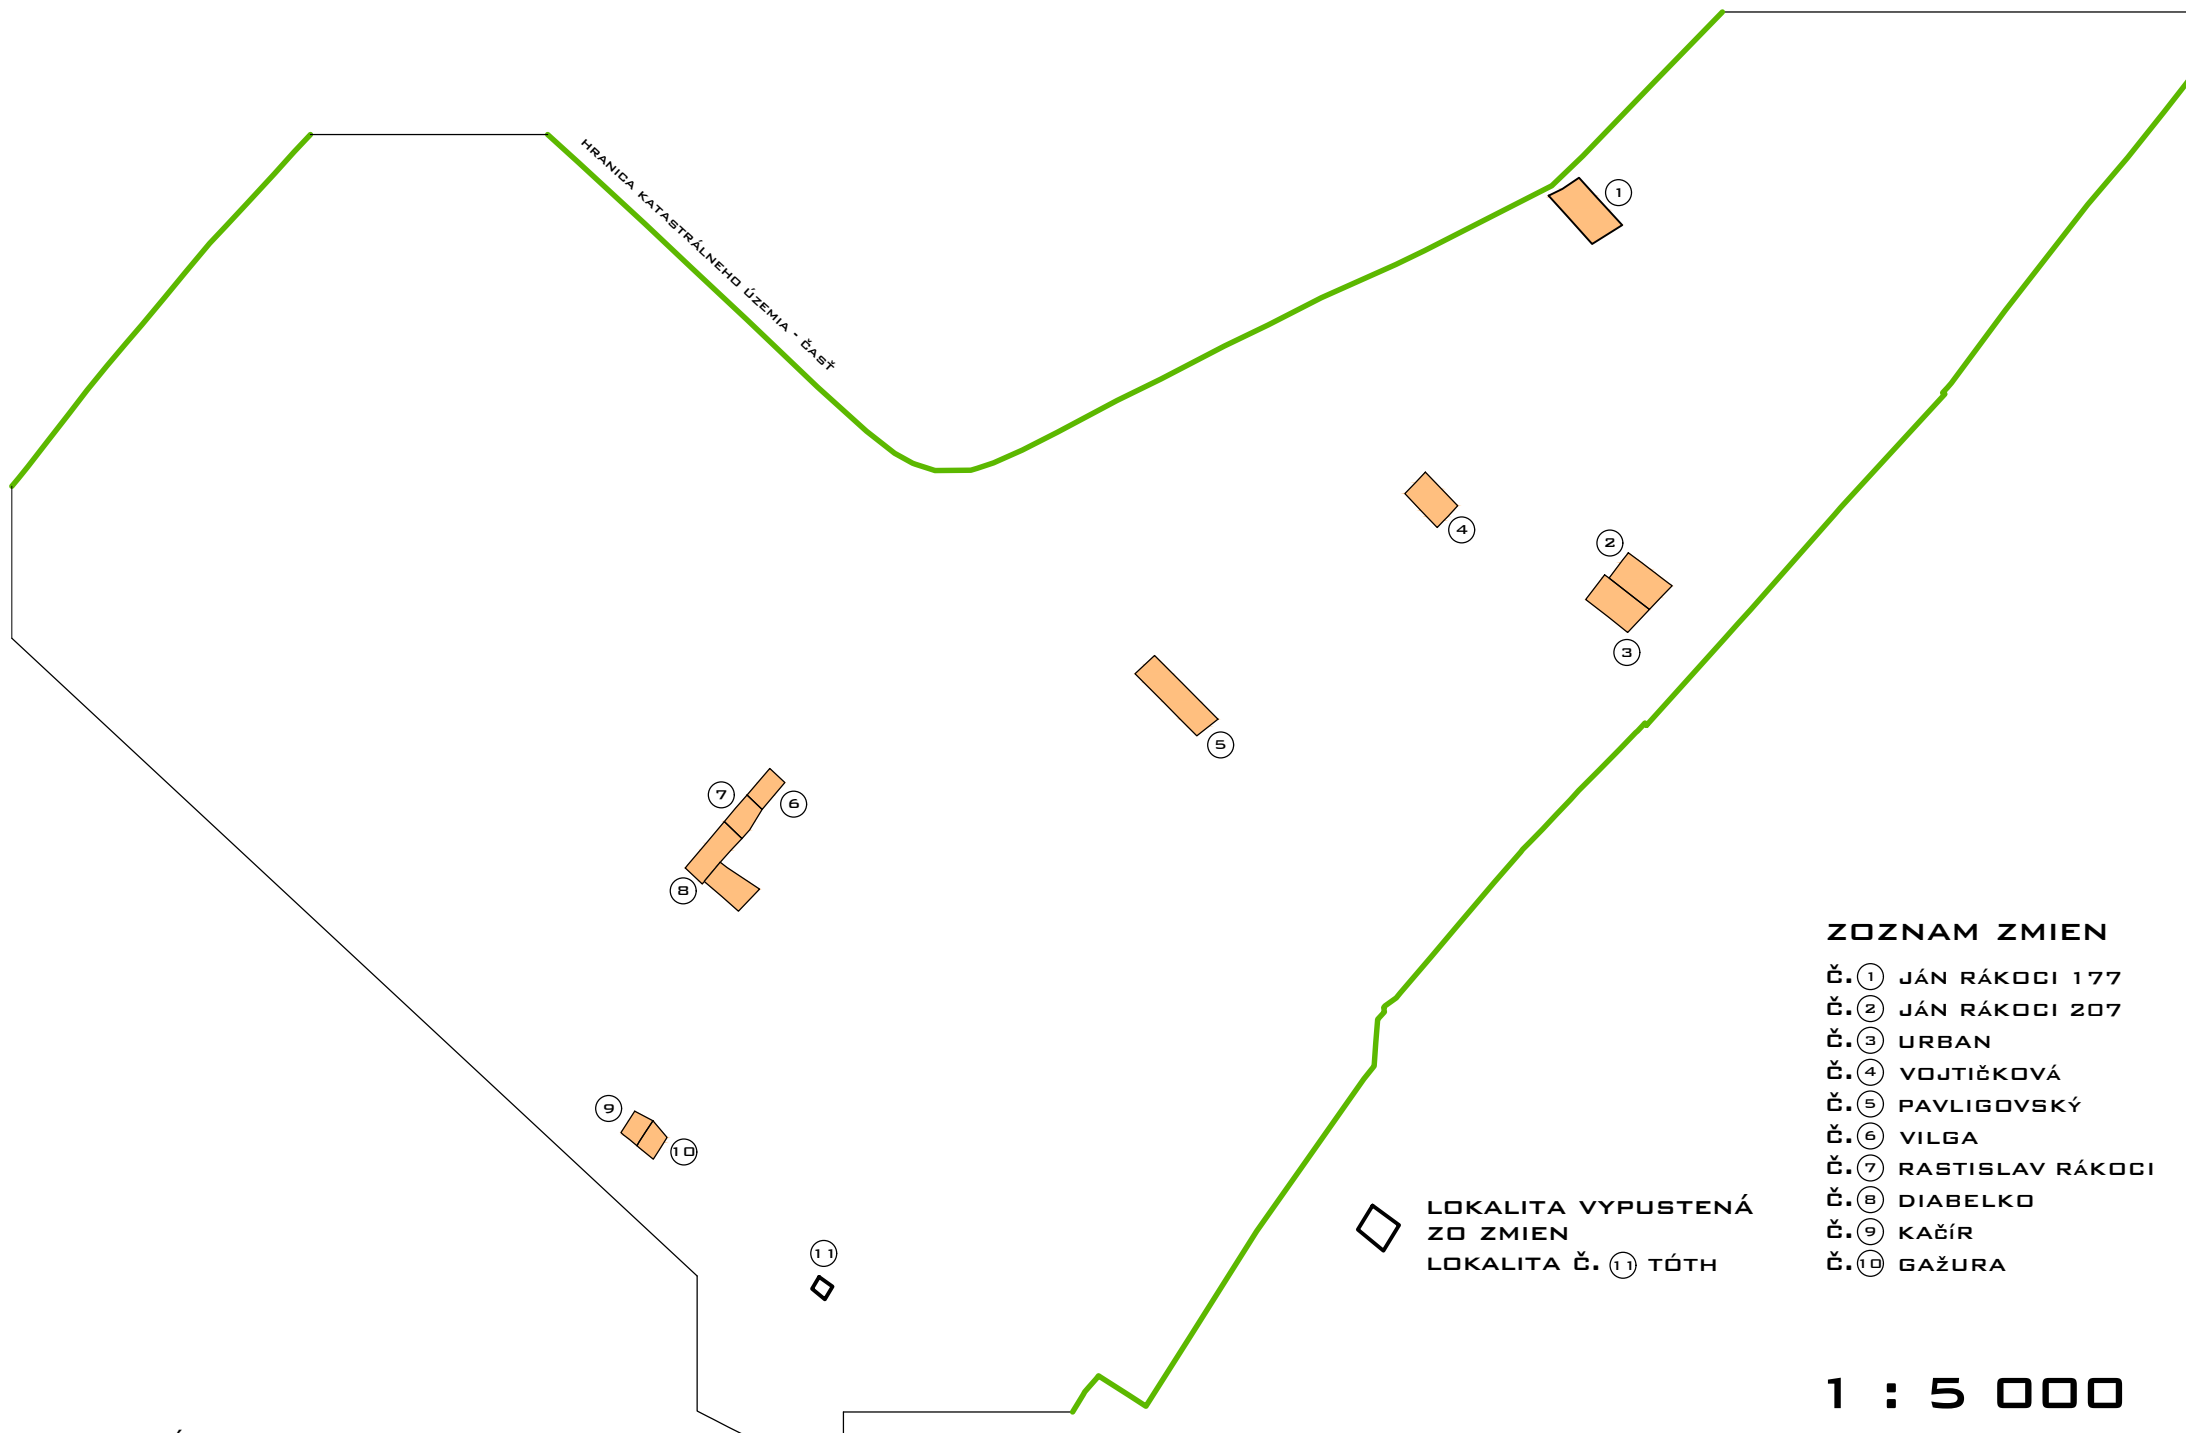 HRANICA KATASTRÁLNEHO ÚZEMIA - ČASŤ
1
4
2
3
5
7
6
8
9
10
11
LOKALITA VYPUSTENÁ
ZO ZMIEN
LOKALITA Č. 11 TÓTH
ZOZNAM ZMIEN
Č. 1 JÁN RÁKOCI 177
Č. 2 JÁN RÁKOCI 207
Č. 3 URBAN
Č. 4 VOJTIČKOVÁ
Č. 5 PAVLIGOVSKÝ
Č. 6 VILGA
Č. 7 RASTISLAV RÁKOCI
Č. 8 DIABELKO
Č. 9 KAČÍR
Č. 10 GAŽURA
1 : 5 000